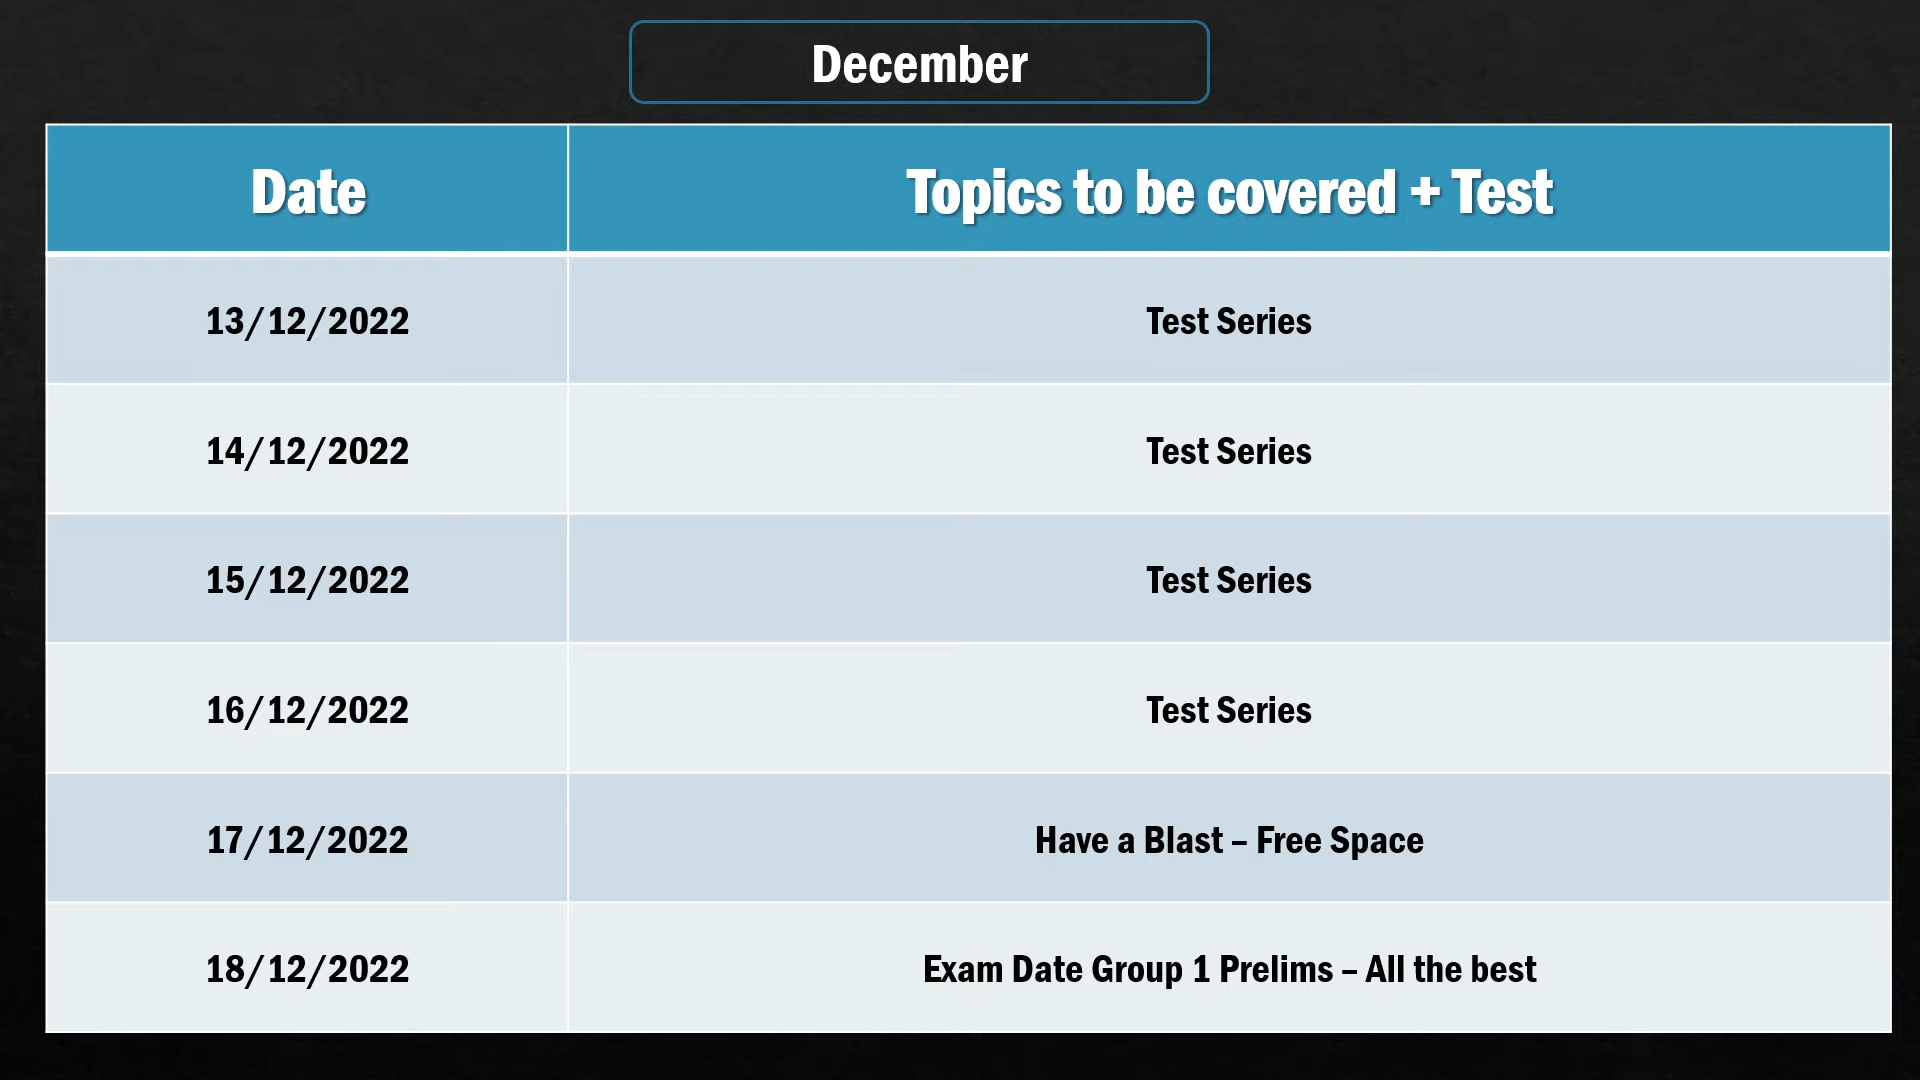 December
Date Topics to be covered + Test
13/12/2022 Test Series
14/12/2022 Test Series
15/12/2022 Test Series
16/12/2022 Test Series
17/12/2022 Have a Blast – Free Space
18/12/2022 Exam Date Group 1 Prelims – All the best